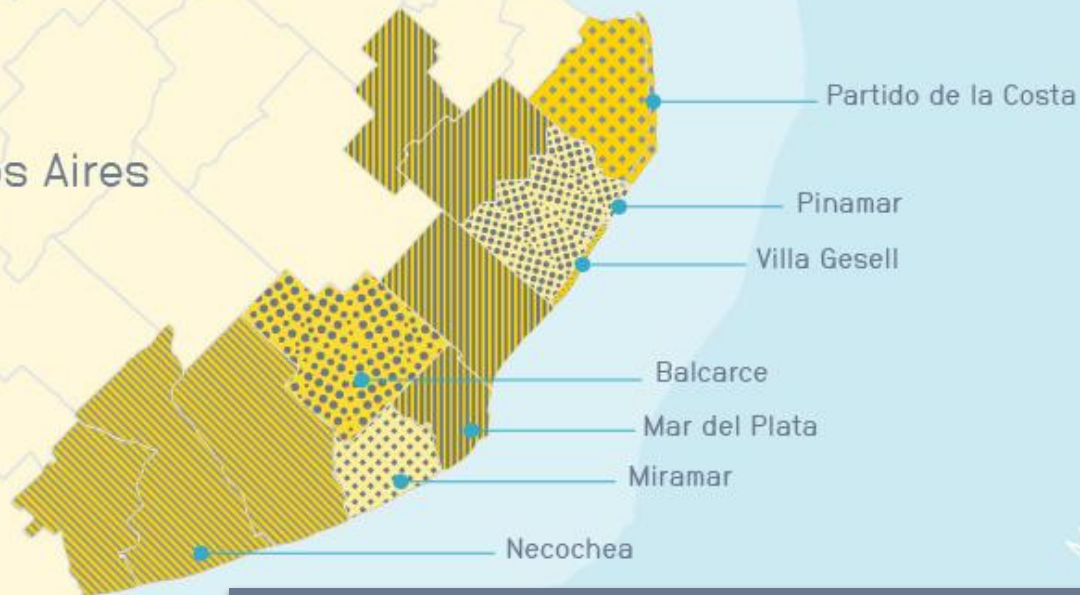 Partido de la Costa
s Aires
Pinamar
Villa Gesell
Balcarce
Mar del Plata
Miramar
Necochea